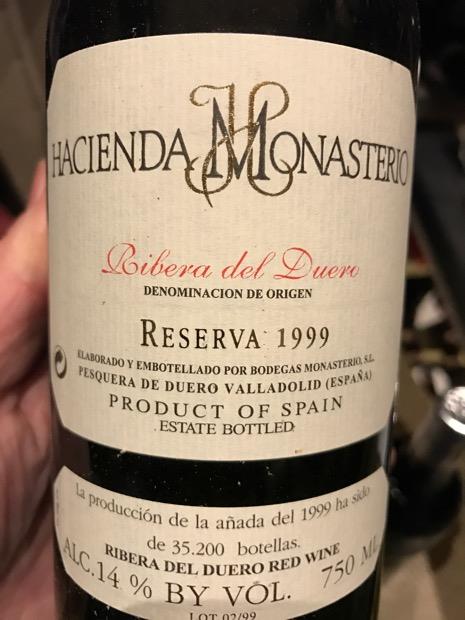 HACIENDA MONASTERIO
Ribera del Duero
DENOMINACION DE ORIGEN
RESERVA 1999
ELABORADO Y EMBOTELLADO POR BODEGAS MONASTERIO, S.L.
PESQUERA DE DUERO VALLADOLID (ESPAÑA)
PRODUCT OF SPAIN
ESTATE BOTTLED
La producción de la añada del 1999 ha sido
de 35.200 botellas.
RIBERA DEL DUERO RED WINE
ALC. 14 % BY VOL. 750 ML
LOT 02/99